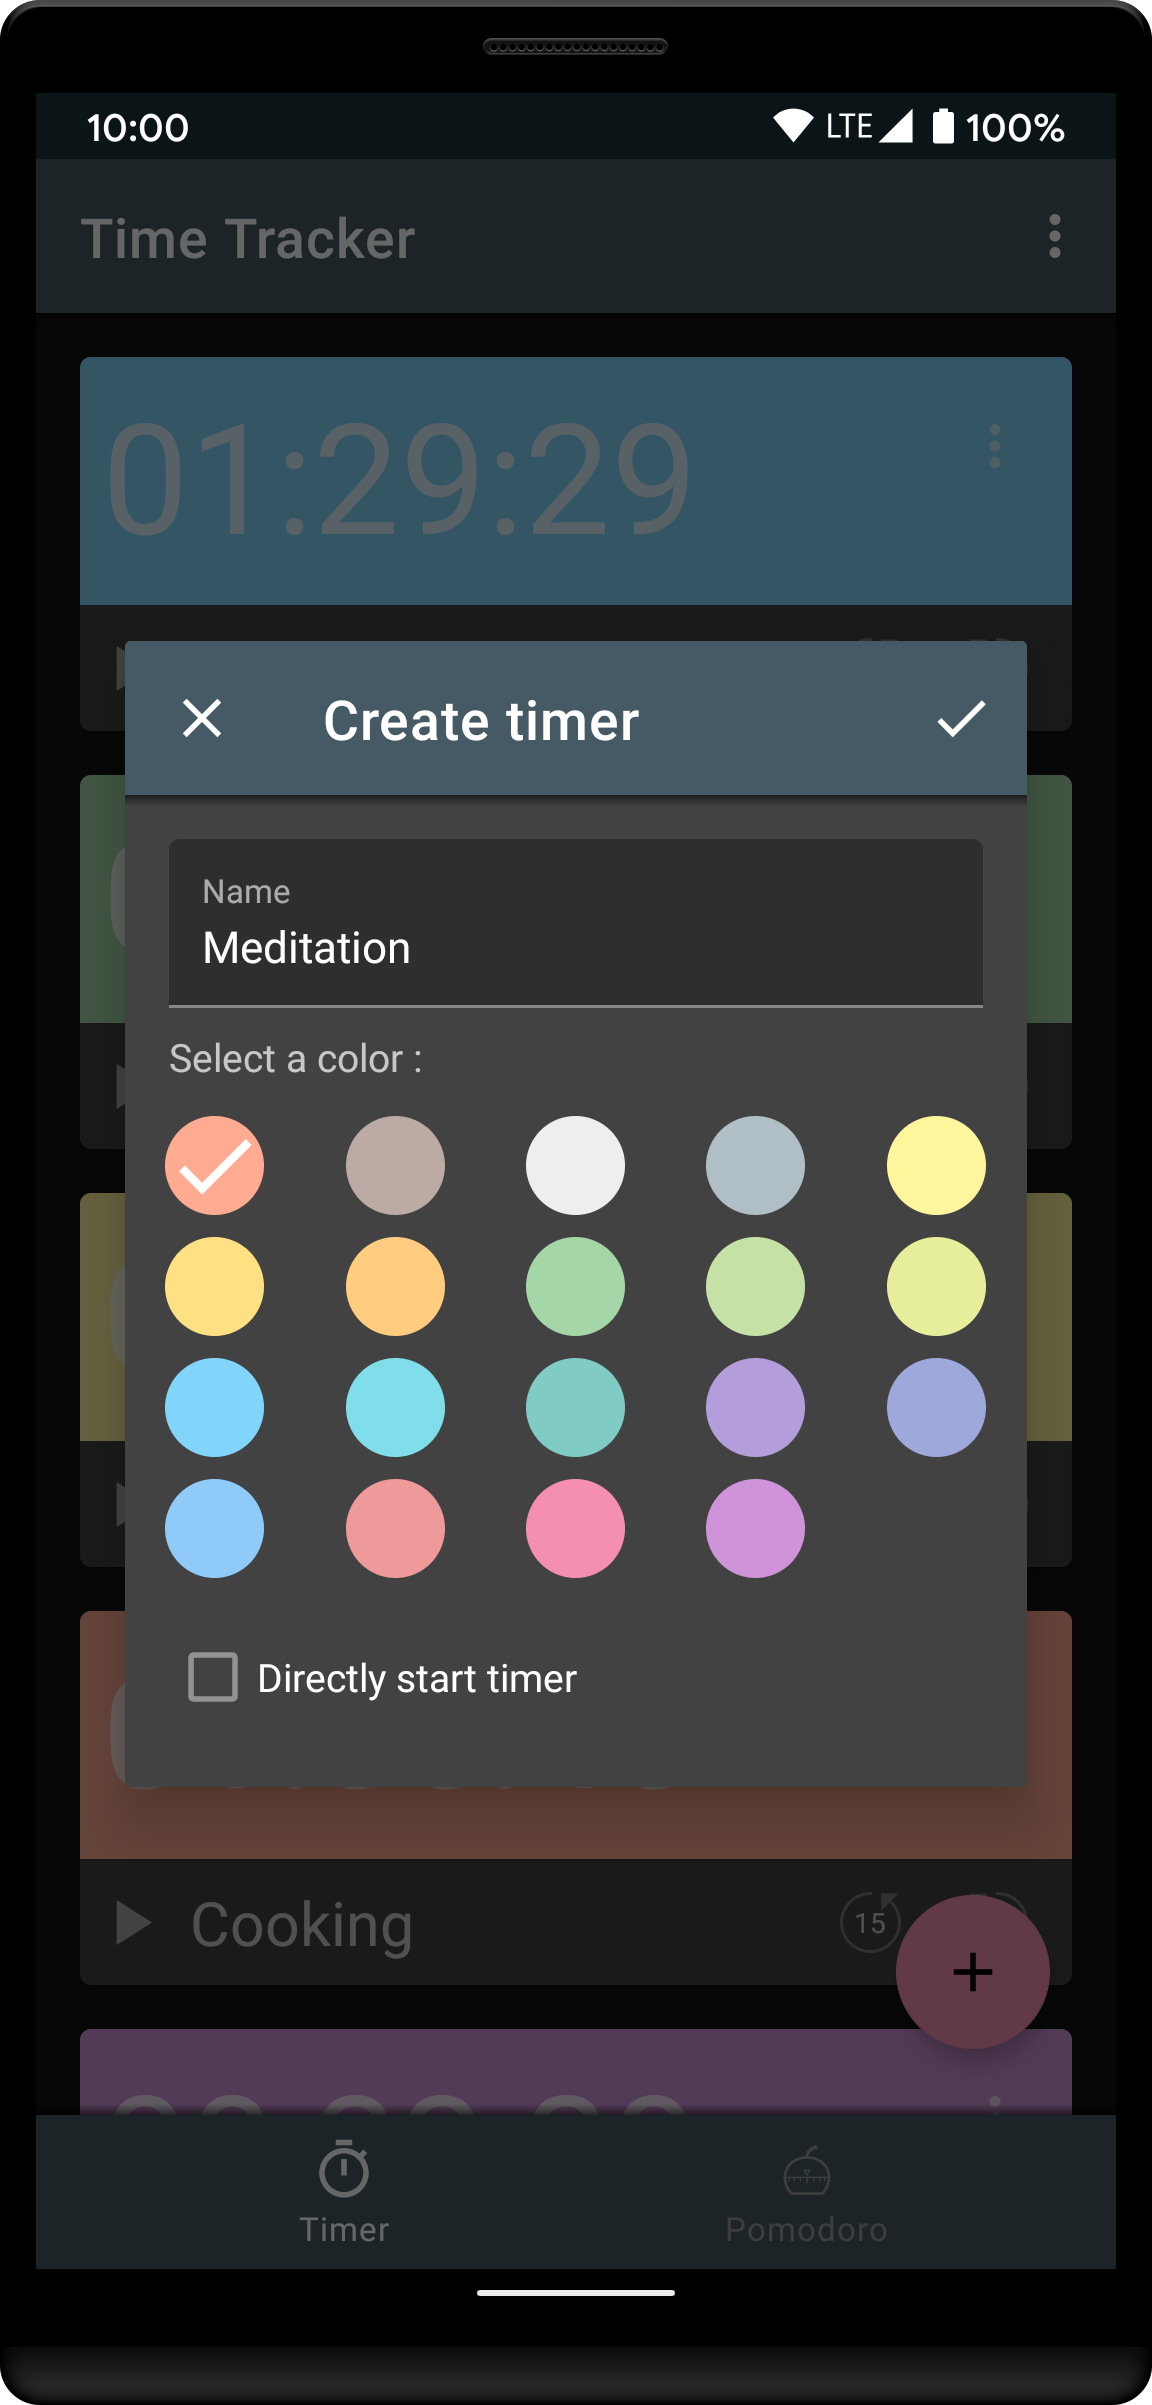 10:00
LTE 100%
Time Tracker
01:29:29
Create timer
Name
Meditation
Select a color :
Directly start timer
Cooking
15
Timer
Pomodoro